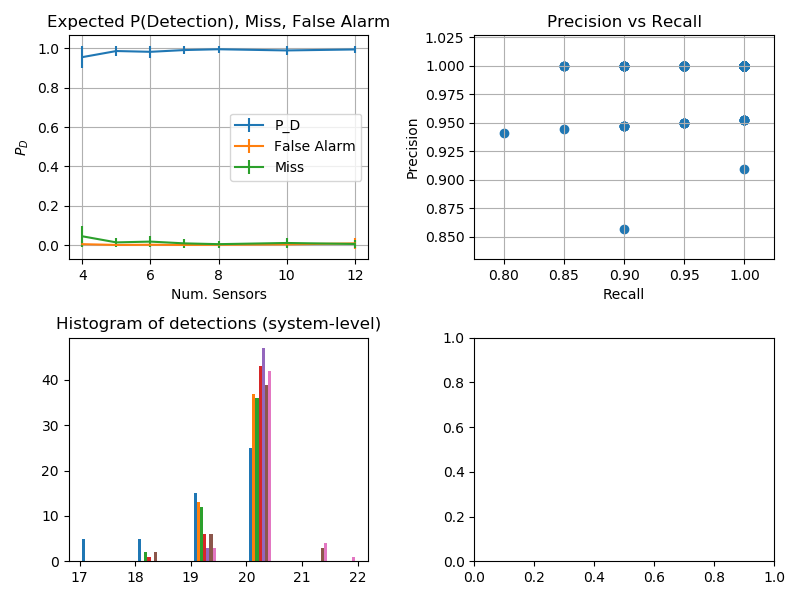 Expected P(Detection), Miss, False Alarm
1.0
0.8
0.6
0.4
0.2
0.0
P_D
P_D
False Alarm
Miss
4 6 8 10 12
Num. Sensors
Precision vs Recall
1.025
1.000
0.975
0.950
0.925
0.900
0.875
0.850
Precision
0.80 0.85 0.90 0.95 1.00
Recall
Histogram of detections (system-level)
40
30
20
10
0
17 18 19 20 21 22
1.0
0.8
0.6
0.4
0.2
0.0
0.0 0.2 0.4 0.6 0.8 1.0